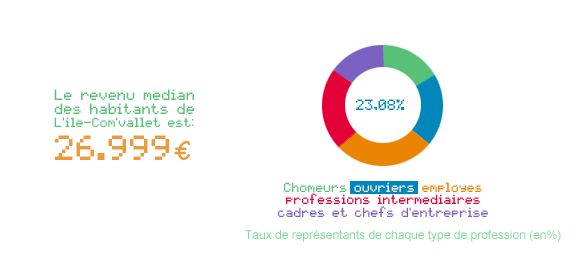 Le revenu median
des habitants de
L'ile-Com'vallet est:
26.999 €
23.08%
Chomeurs ouvriers employes
professions intermediaires
cadres et chefs d'entreprise
Taux de représentants de chaque type de profession (en%)